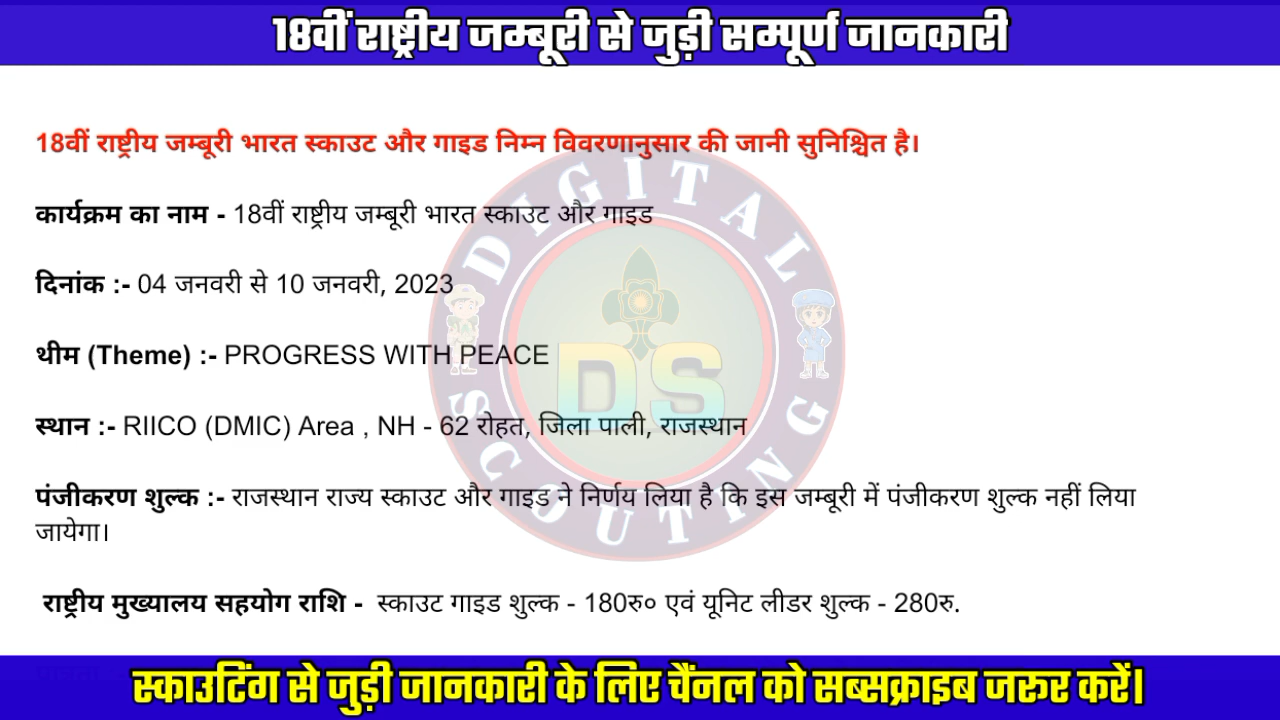 18वीं राष्ट्रीय जम्बूरी से जुड़ी सम्पूर्ण जानकारी
18वीं राष्ट्रीय जम्बूरी भारत स्काउट और गाइड निम्न विवरणानुसार की जानी सुनिश्चित है।
कार्यक्रम का नाम - 18वीं राष्ट्रीय जम्बूरी भारत स्काउट और गाइड
दिनांक :- 04 जनवरी से 10 जनवरी, 2023
थीम (Theme) :- PROGRESS WITH PEACE
स्थान :- RIICO (DMIC) Area , NH - 62 रोहत, जिला पाली, राजस्थान
पंजीकरण शुल्क :- राजस्थान राज्य स्काउट और गाइड ने निर्णय लिया है कि इस जम्बूरी में पंजीकरण शुल्क नहीं लिया
जायेगा।
राष्ट्रीय मुख्यालय सहयोग राशि - स्काउट गाइड शुल्क - 180रु० एवं यूनिट लीडर शुल्क - 280रु.
DIGITAL
DS
SCOUTING
स्काउटिंग से जुड़ी जानकारी के लिए चैंनल को सब्सक्राइब जरूर करें।